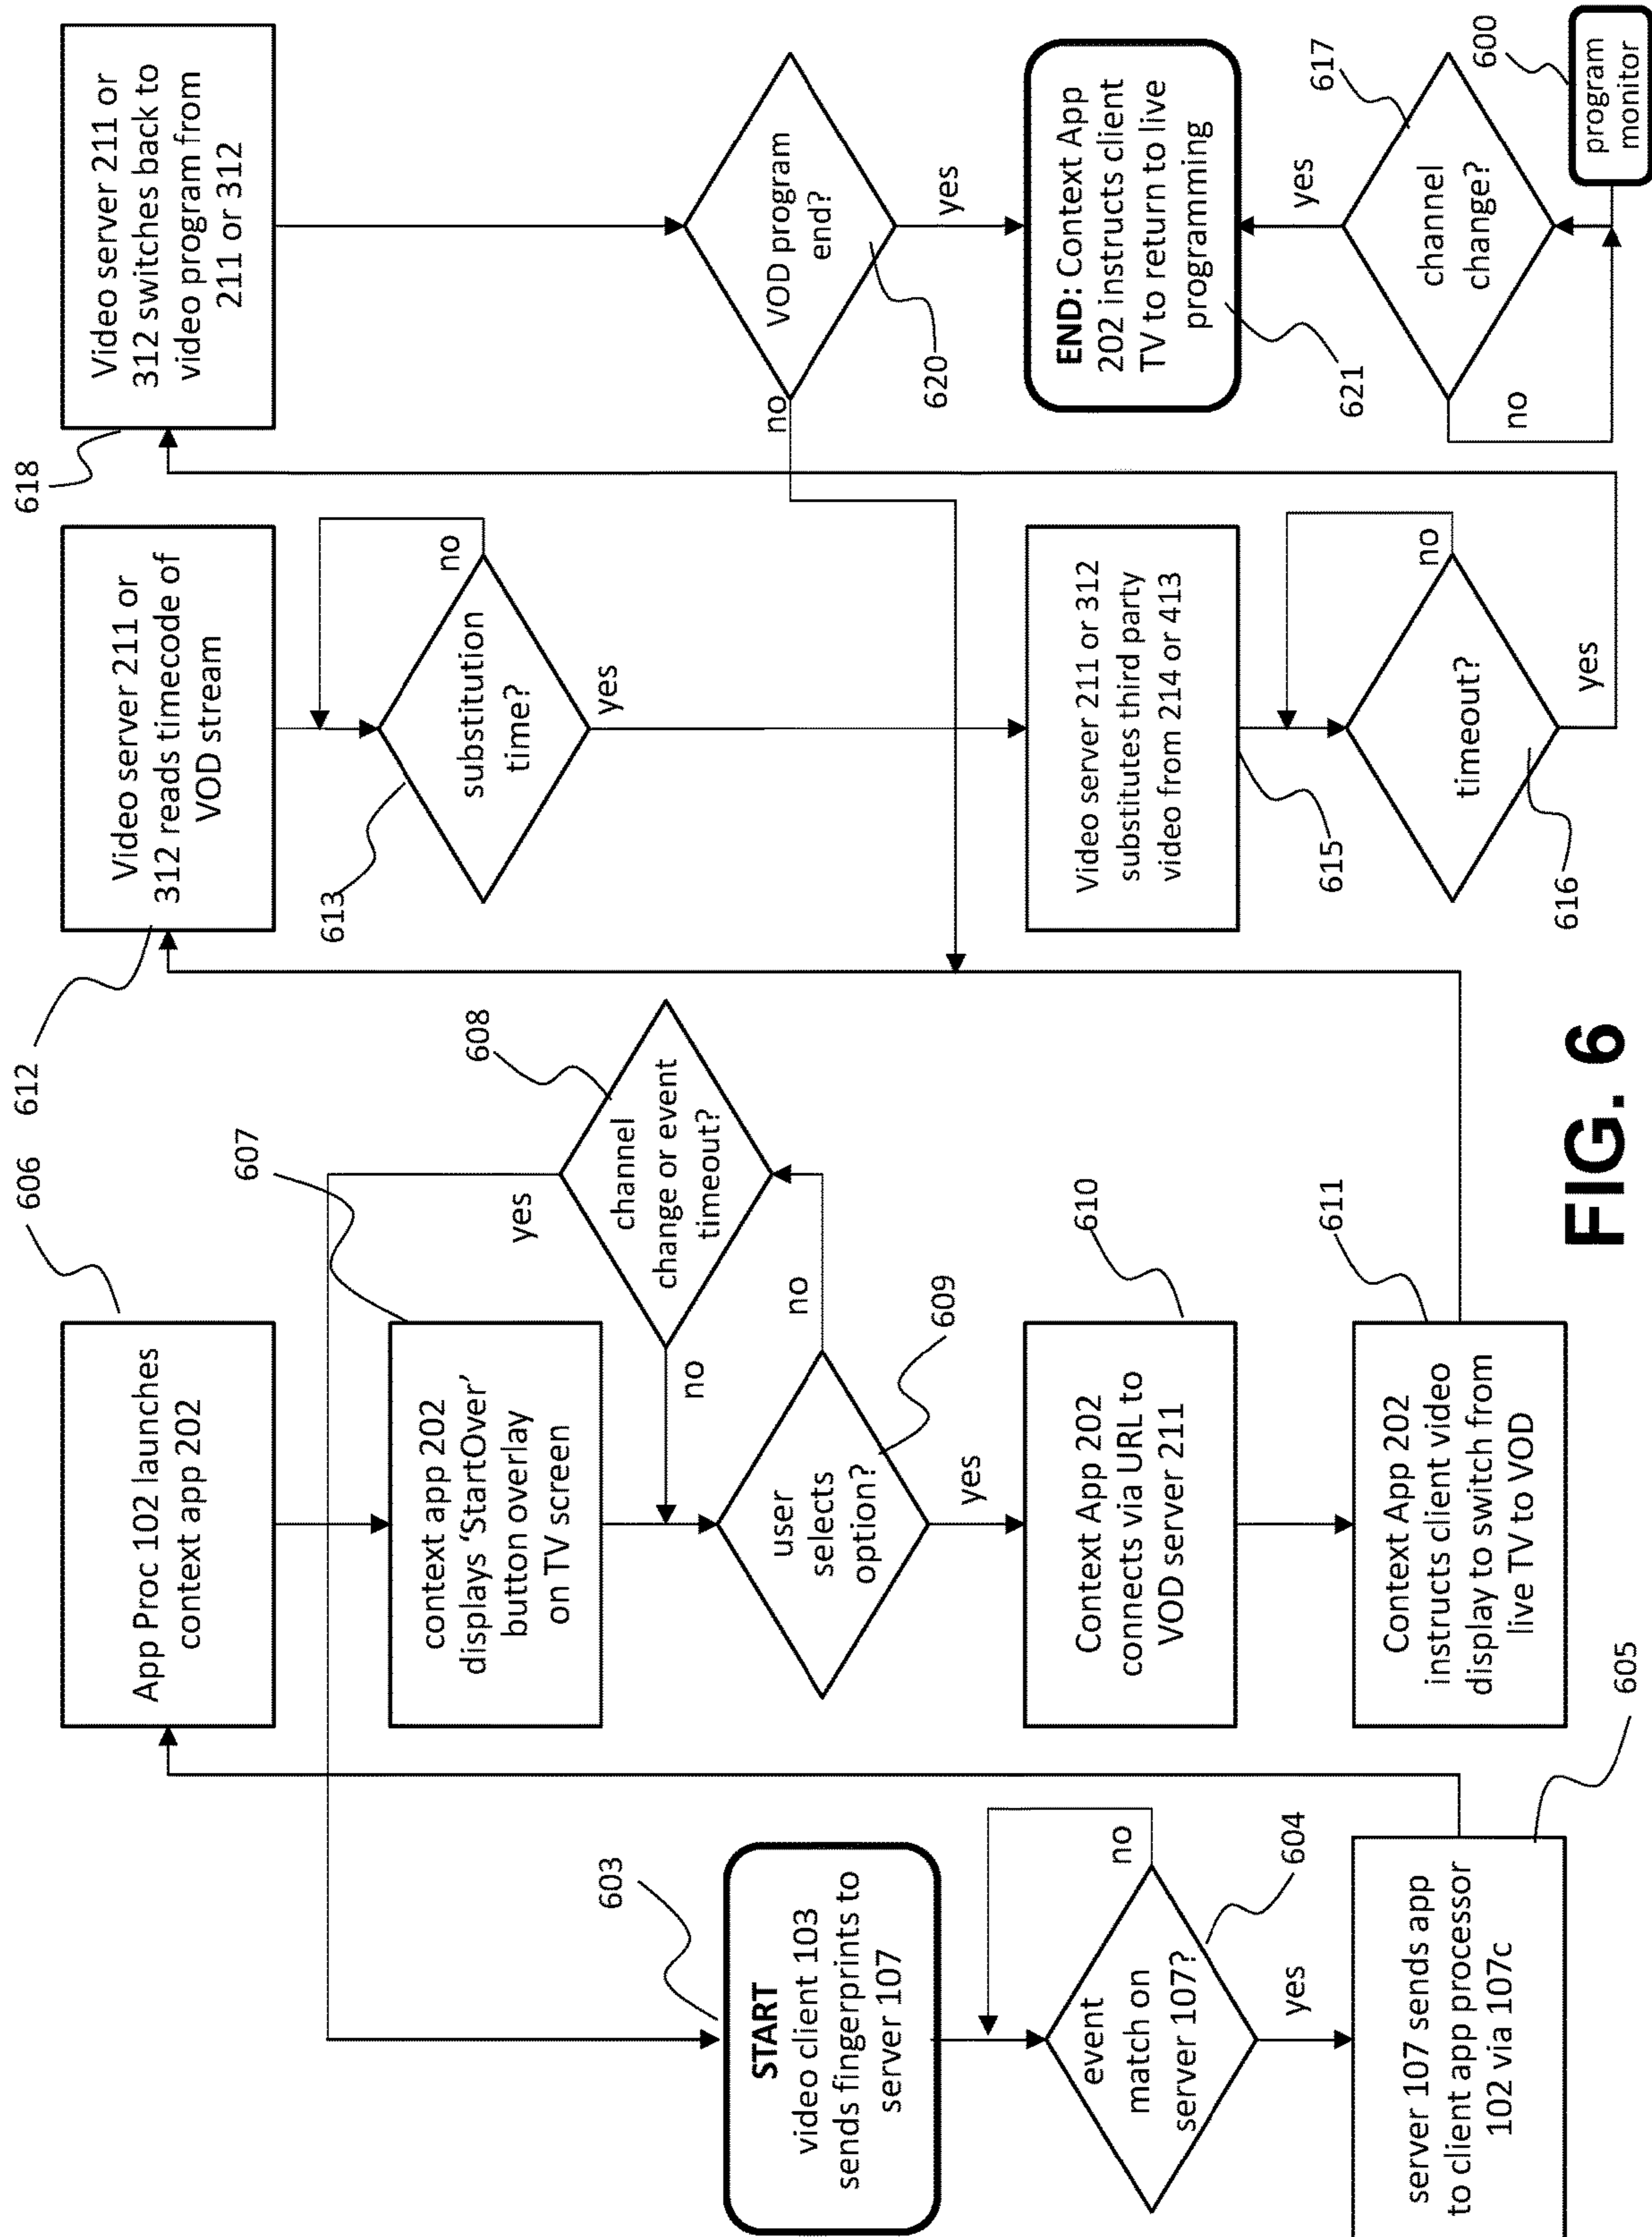 603
START
video client 103
sends fingerprints to
server 107
604
event
match on
server 107?
no
yes
605
server 107 sends app
to client app processor
102 via 107c
606
App Proc 102 launches
context app 202
607
context app 202
displays ‘StartOver’
button overlay
on TV screen
608
channel
change or event
timeout?
yes
no
609
user
selects
option?
no
yes
610
Context App 202
connects via URL to
VOD server 211
611
Context App 202
instructs client video
display to switch from
live TV to VOD
612
Video server 211 or
312 reads timecode of
VOD stream
613
substitution
time?
no
yes
615
Video server 211 or 312
substitutes third party
video from 214 or 413
616
timeout?
no
yes
618
Video server 211 or
312 switches back to
video program from
211 or 312
620
VOD program
end?
no
yes
END: Context App
202 instructs client
TV to return to live
programming
621
617
channel
change?
yes
no
600
program
monitor
FIG. 6